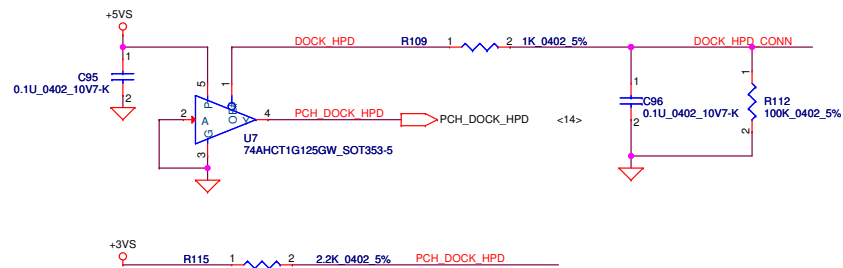 +5VS
DOCK_HPD
R109
1
2
1K_0402_5%
DOCK_HPD_CONN
1
C95
0.1U_0402_10V7-K
2
5
1
P
OE#
2
A
Y
4
G
3
PCH_DOCK_HPD
PCH_DOCK_HPD
<14>
U7
74AHCT1G125GW_SOT353-5
1
C96
0.1U_0402_10V7-K
2
1
R112
100K_0402_5%
2
+3VS
R115
1
2
2.2K_0402_5%
PCH_DOCK_HPD